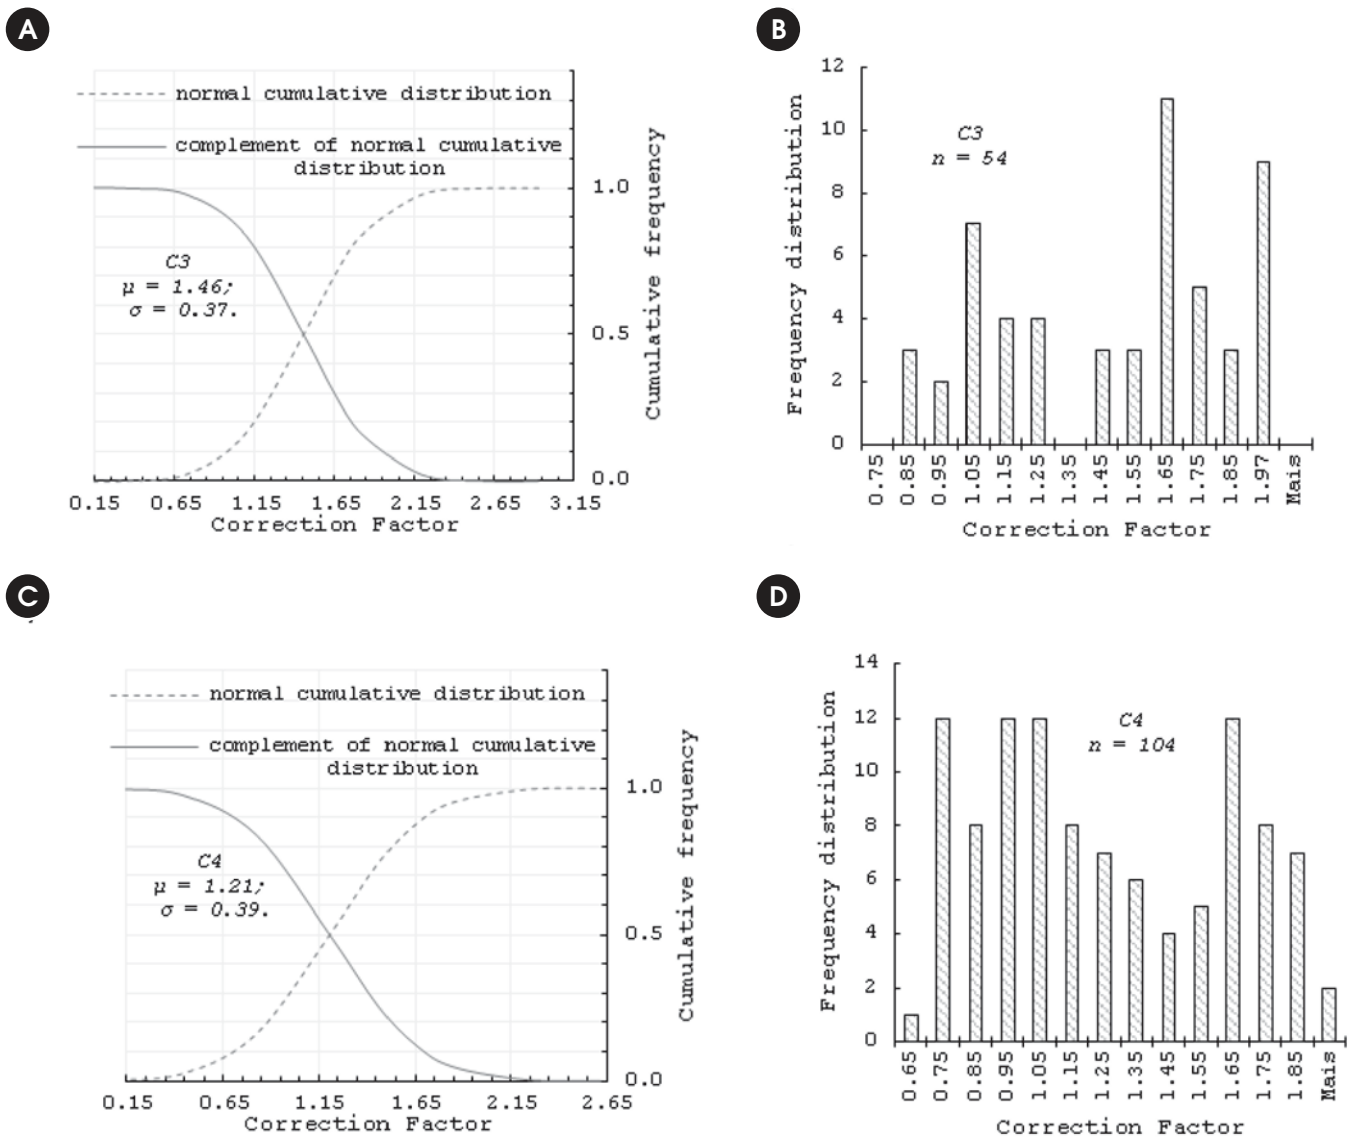 A
normal cumulative distribution
complement of normal cumulative
distribution
C3
μ = 1.46;
σ = 0.37.
1.0
0.5
0.0
Cumulative frequency
0.15 0.65 1.15 1.65 2.15 2.65 3.15
Correction Factor
B
12
10
8
6
4
2
0
Frequency distribution
C3
n = 54
0.75 0.85 0.95 1.05 1.15 1.25 1.35 1.45 1.55 1.65 1.75 1.85 1.97 Mais
Correction Factor
C
normal cumulative distribution
complement of normal cumulative
distribution
C4
μ = 1.21;
σ = 0.39.
1.0
0.5
0.0
Cumulative frequency
0.15 0.65 1.15 1.65 2.15 2.65
Correction Factor
D
14
12
10
8
6
4
2
0
Frequency distribution
C4
n = 104
0.65 0.75 0.85 0.95 1.05 1.15 1.25 1.35 1.45 1.55 1.65 1.75 1.85 Mais
Correction Factor